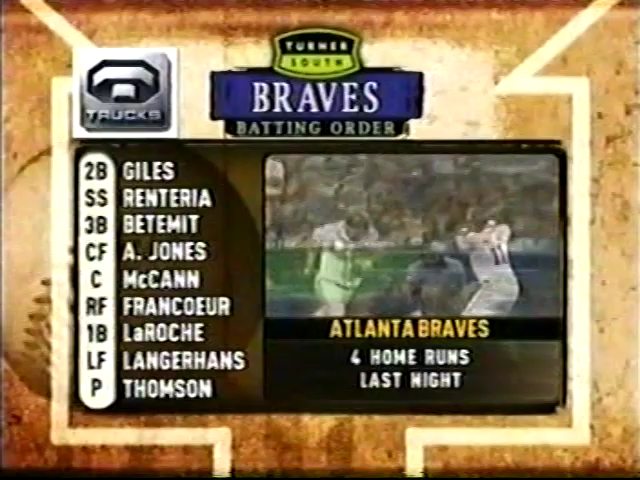 TURNER
SOUTH
TRUCKS
BRAVES
BATTING ORDER
2B GILES
SS RENTERIA
3B BETEMIT
CF A. JONES
C McCANN
RF FRANCOEUR
1B LaROCHE
LF LANGERHANS
P THOMSON
11
ATLANTA BRAVES
4 HOME RUNS
LAST NIGHT